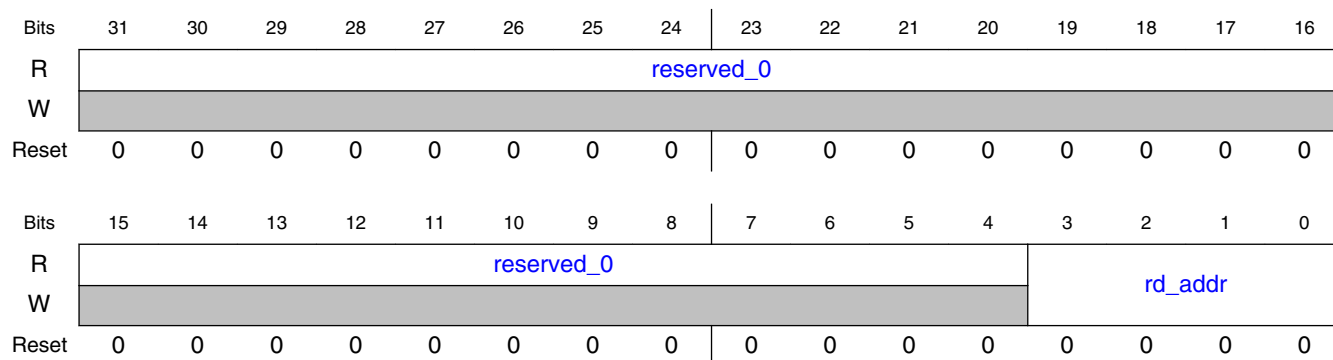 Bits 31 30 29 28 27 26 25 24 23 22 21 20 19 18 17 16
R reserved_0
W
Reset 0 0 0 0 0 0 0 0 0 0 0 0 0 0 0 0
Bits 15 14 13 12 11 10 9 8 7 6 5 4 3 2 1 0
R reserved_0 rd_addr
W
Reset 0 0 0 0 0 0 0 0 0 0 0 0 0 0 0 0